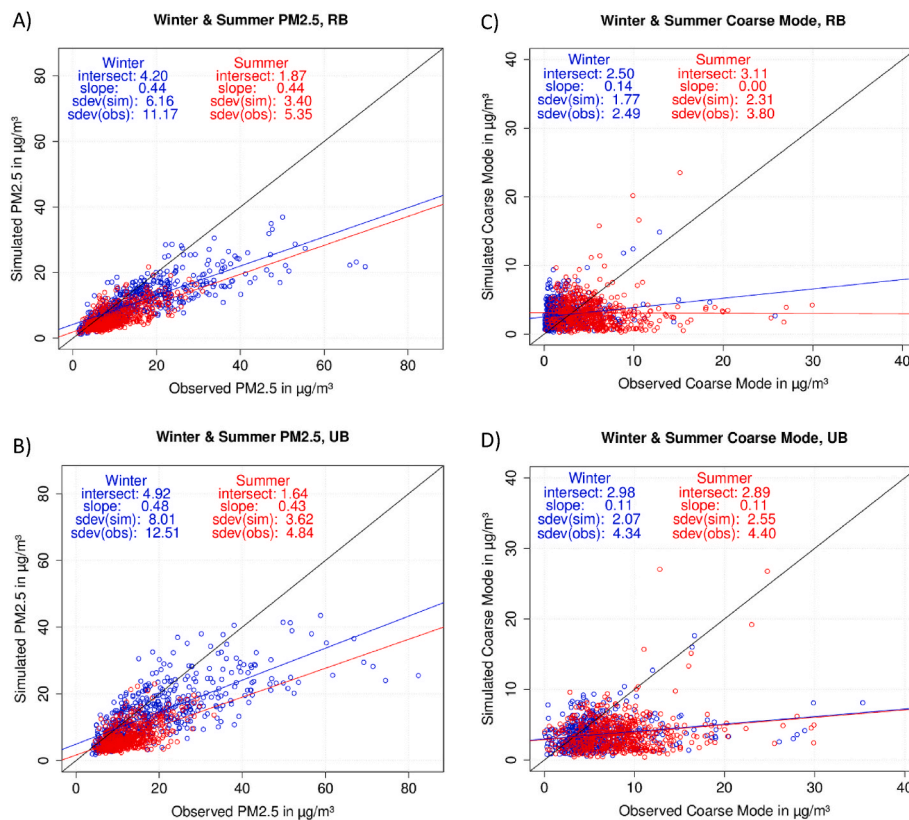 A)
Winter & Summer PM2.5, RB
Winter
intersect: 4.20
slope: 0.44
sdev(sim): 6.16
sdev(obs): 11.17
Summer
intersect: 1.87
slope: 0.44
sdev(sim): 3.40
sdev(obs): 5.35
Simulated PM2.5 in µg/m³
80
60
40
20
0
0 20 40 60 80
Observed PM2.5 in µg/m³
C)
Winter & Summer Coarse Mode, RB
Winter
intersect: 2.50
slope: 0.14
sdev(sim): 1.77
sdev(obs): 2.49
Summer
intersect: 3.11
slope: 0.00
sdev(sim): 2.31
sdev(obs): 3.80
Simulated Coarse Mode in µg/m³
40
30
20
10
0
0 10 20 30 40
Observed Coarse Mode in µg/m³
B)
Winter & Summer PM2.5, UB
Winter
intersect: 4.92
slope: 0.48
sdev(sim): 8.01
sdev(obs): 12.51
Summer
intersect: 1.64
slope: 0.43
sdev(sim): 3.62
sdev(obs): 4.84
Simulated PM2.5 in µg/m³
80
60
40
20
0
0 20 40 60 80
Observed PM2.5 in µg/m³
D)
Winter & Summer Coarse Mode, UB
Winter
intersect: 2.98
slope: 0.11
sdev(sim): 2.07
sdev(obs): 4.34
Summer
intersect: 2.89
slope: 0.11
sdev(sim): 2.55
sdev(obs): 4.40
Simulated Coarse Mode in µg/m³
40
30
20
10
0
0 10 20 30 40
Observed Coarse Mode in µg/m³